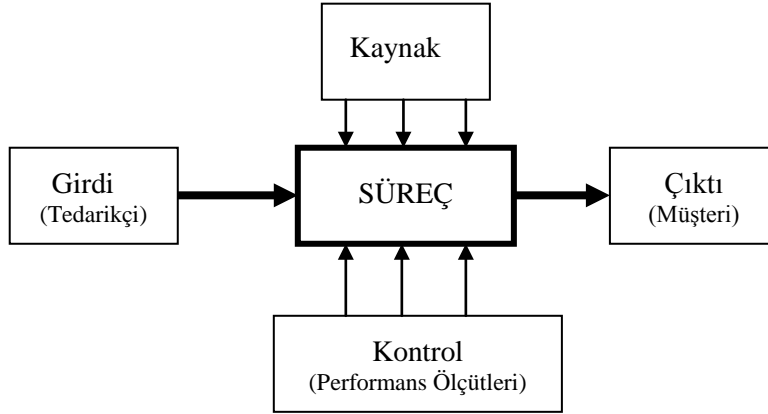 Kaynak
Girdi
(Tedarikçi)
SÜREÇ
Çıktı
(Müşteri)
Kontrol
(Performans Ölçütleri)